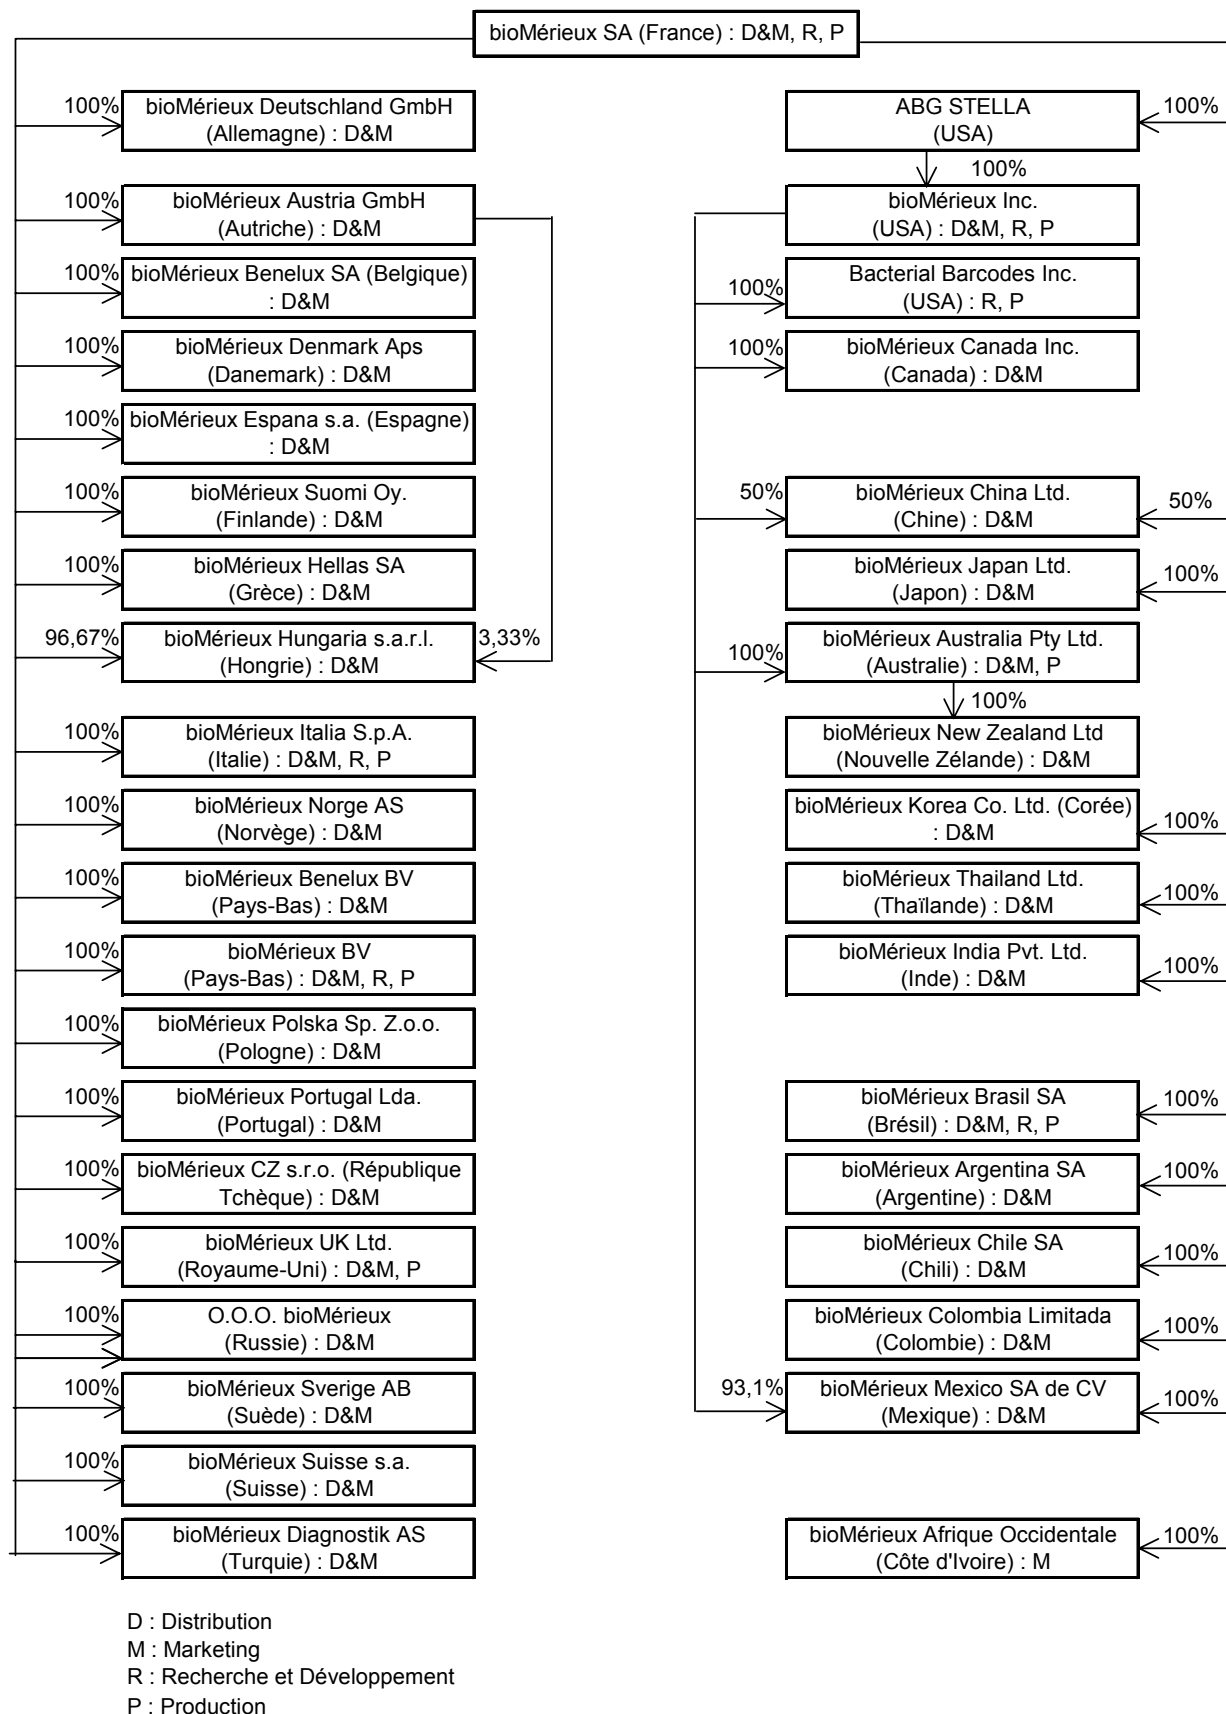 bioMérieux SA (France) : D&M, R, P
100%
bioMérieux Deutschland GmbH
(Allemagne) : D&M
100%
bioMérieux Austria GmbH
(Autriche) : D&M
100%
bioMérieux Benelux SA (Belgique)
: D&M
100%
bioMérieux Denmark Aps
(Danemark) : D&M
100%
bioMérieux Espana s.a. (Espagne)
: D&M
100%
bioMérieux Suomi Oy.
(Finlande) : D&M
100%
bioMérieux Hellas SA
(Grèce) : D&M
96,67%
bioMérieux Hungaria s.a.r.l.
(Hongrie) : D&M
3,33%
100%
bioMérieux Italia S.p.A.
(Italie) : D&M, R, P
100%
bioMérieux Norge AS
(Norvège) : D&M
100%
bioMérieux Benelux BV
(Pays-Bas) : D&M
100%
bioMérieux BV
(Pays-Bas) : D&M, R, P
100%
bioMérieux Polska Sp. Z.o.o.
(Pologne) : D&M
100%
bioMérieux Portugal Lda.
(Portugal) : D&M
100%
bioMérieux CZ s.r.o. (République
Tchèque) : D&M
100%
bioMérieux UK Ltd.
(Royaume-Uni) : D&M, P
100%
O.O.O. bioMérieux
(Russie) : D&M
100%
bioMérieux Sverige AB
(Suède) : D&M
100%
bioMérieux Suisse s.a.
(Suisse) : D&M
100%
bioMérieux Diagnostik AS
(Turquie) : D&M
ABG STELLA
(USA)
100%
100%
bioMérieux Inc.
(USA) : D&M, R, P
100%
Bacterial Barcodes Inc.
(USA) : R, P
100%
bioMérieux Canada Inc.
(Canada) : D&M
50%
bioMérieux China Ltd.
(Chine) : D&M
50%
bioMérieux Japan Ltd.
(Japon) : D&M
100%
100%
bioMérieux Australia Pty Ltd.
(Australie) : D&M, P
100%
bioMérieux New Zealand Ltd
(Nouvelle Zélande) : D&M
bioMérieux Korea Co. Ltd. (Corée)
: D&M
100%
bioMérieux Thailand Ltd.
(Thaïlande) : D&M
100%
bioMérieux India Pvt. Ltd.
(Inde) : D&M
100%
bioMérieux Brasil SA
(Brésil) : D&M, R, P
100%
bioMérieux Argentina SA
(Argentine) : D&M
100%
bioMérieux Chile SA
(Chili) : D&M
100%
bioMérieux Colombia Limitada
(Colombie) : D&M
100%
93,1%
bioMérieux Mexico SA de CV
(Mexique) : D&M
100%
bioMérieux Afrique Occidentale
(Côte d'Ivoire) : M
100%
D : Distribution
M : Marketing
R : Recherche et Développement
P : Production